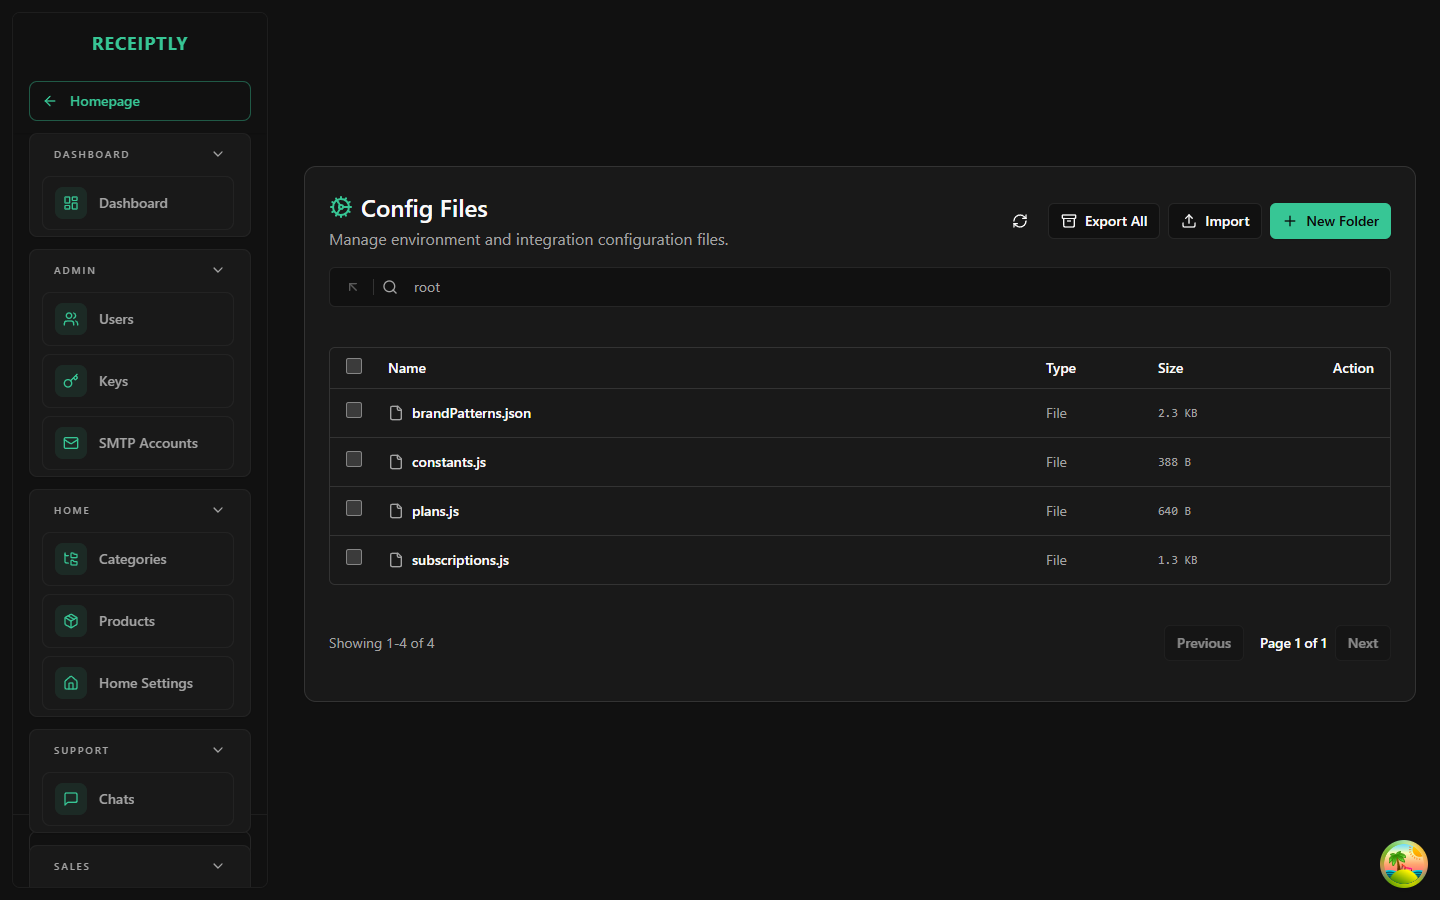 RECEIPTLY
Homepage
DASHBOARD
Dashboard
ADMIN
Users
Keys
SMTP Accounts
HOME
Categories
Products
Home Settings
SUPPORT
Chats
SALES
Config Files
Manage environment and integration configuration files.
Export All
Import
New Folder
root
Name Type Size Action
brandPatterns.json File 2.3 KB
constants.js File 388 B
plans.js File 640 B
subscriptions.js File 1.3 KB
Showing 1-4 of 4
Previous Page 1 of 1 Next